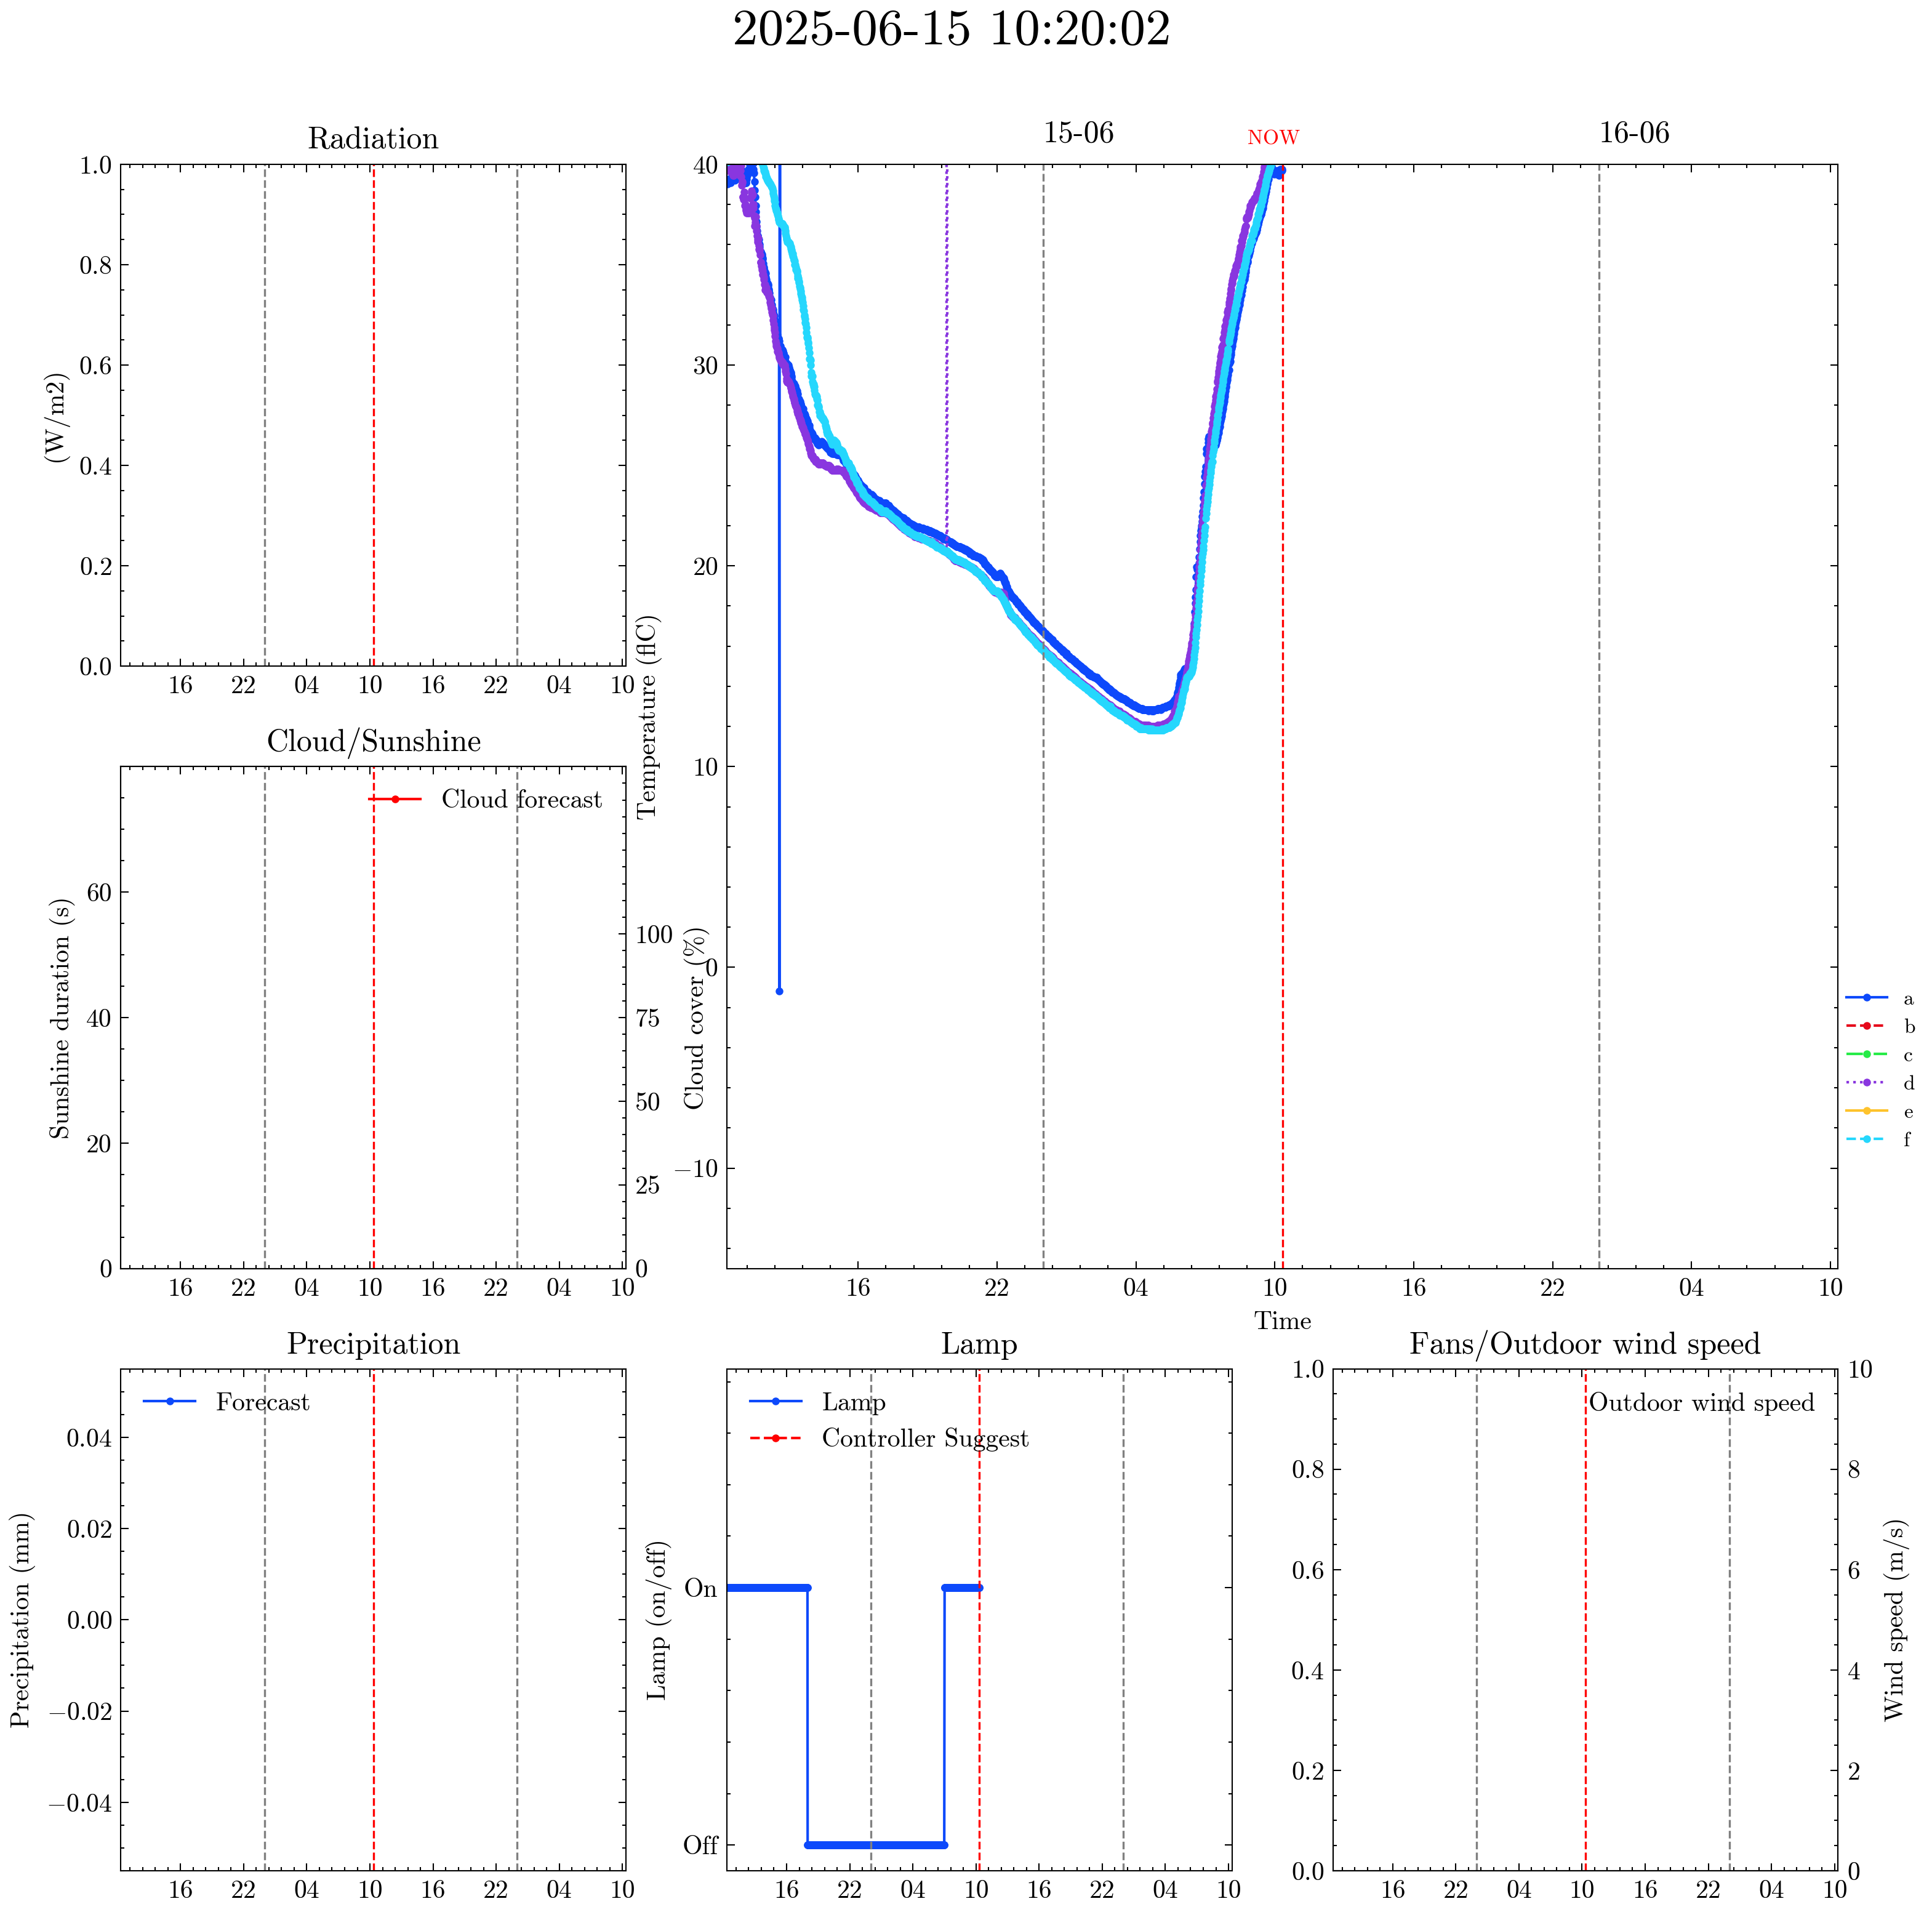 2025-06-15 10:20:02
Radiation
(W/m2)
1.0
0.8
0.6
0.4
0.2
0.0
16 22 04 10 16 22 04 10
15-06
NOW
16-06
Temperature (flC)
40
30
20
10
0
−10
16 22 04 10 16 22 04 10
Time
a
b
c
d
e
f
Cloud/Sunshine
Cloud forecast
Sunshine duration (s)
60
40
20
0
Cloud cover (%)
100
75
50
25
0
16 22 04 10 16 22 04 10
Precipitation
Forecast
Precipitation (mm)
0.04
0.02
0.00
−0.02
−0.04
16 22 04 10 16 22 04 10
Lamp
Lamp
Controller Suggest
Lamp (on/off)
On
Off
16 22 04 10 16 22 04 10
Fans/Outdoor wind speed
Outdoor wind speed
1.0
0.8
0.6
0.4
0.2
0.0
10
8
6
4
2
0
Wind speed (m/s)
16 22 04 10 16 22 04 10